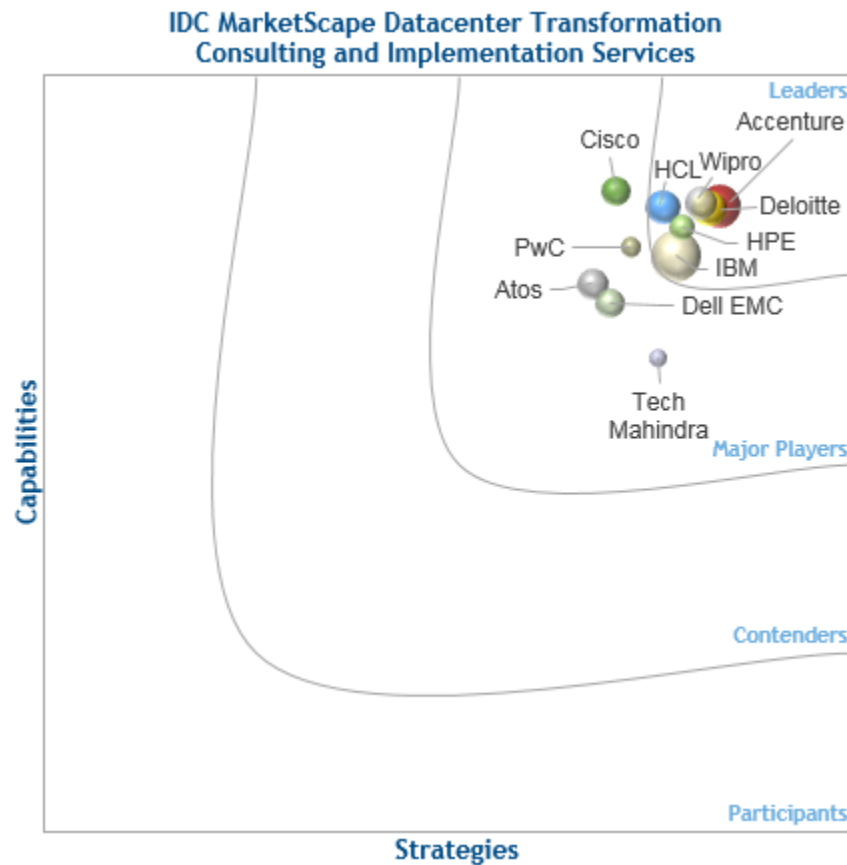 IDC MarketScape Datacenter Transformation
Consulting and Implementation Services
Leaders
Accenture
Cisco
HCL
Wipro
Deloitte
HPE
PwC
IBM
Atos
Dell EMC
Tech
Mahindra
Major Players
Capabilities
Contenders
Participants
Strategies